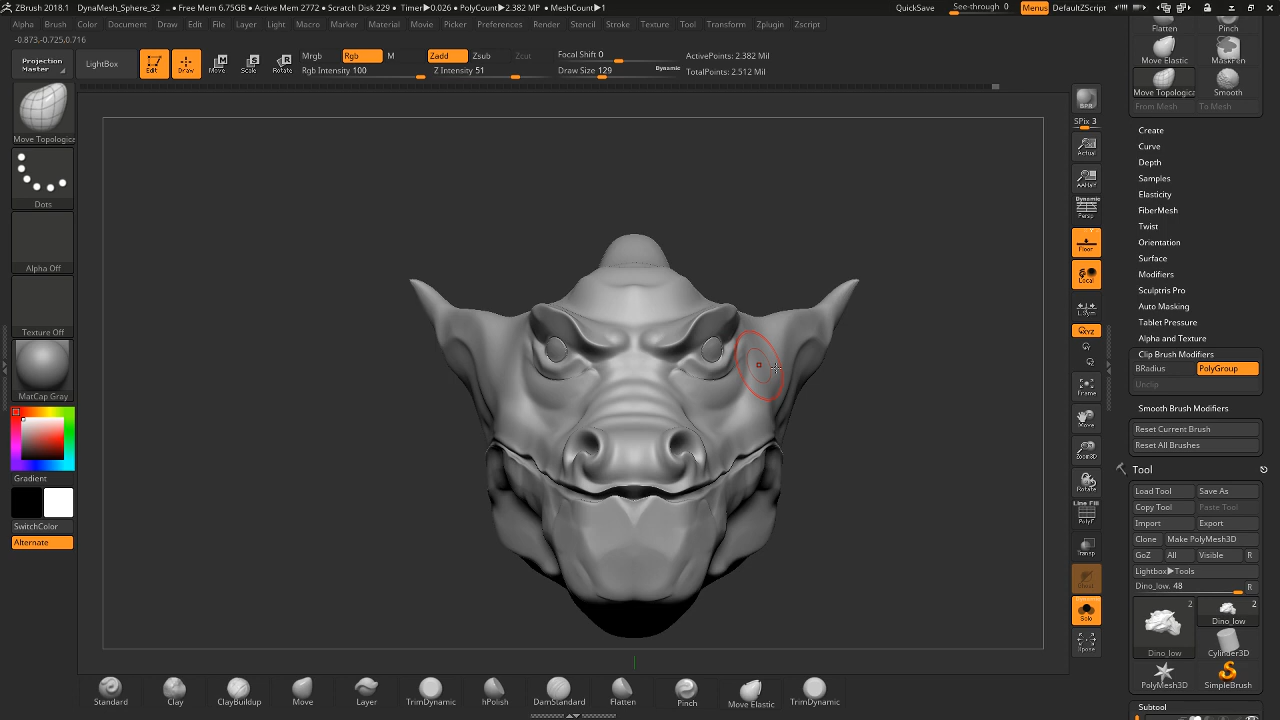 ZBrush 2018.1 DynaMesh_Sphere_32 .. • Free Mem 6.75GB • Active Mem 2772 • Scratch Disk 229 • Timer▶0.026 • PolyCount▶2.382 MP • MeshCount▶1 QuickSave See-through 0 Menus DefaultZScript
Alpha Brush Color Document Draw Edit File Layer Light Macro Marker Material Movie Picker Preferences Render Stencil Stroke Texture Tool Transform Zplugin Zscript
-0.873,-0.725,0.716
Flatten Pinch
Projection Master LightBox Edit Draw Move Scale Rotate
Mrgb Rgb M Zadd Zsub Zcut Focal Shift 0 ActivePoints: 2.382 Mil
Rgb Intensity 100 Z Intensity 51 Draw Size 129 Dynamic TotalPoints: 2.512 Mil
Move Elastic
Move Topologica Smooth
From Mesh To Mesh
Move Topologica
Dots
Alpha Off
Texture Off
MatCap Gray
Gradient
SwitchColor
Alternate
BPR
SPix 3
Actual
AAHalf
Dynamic
Persp
Floor
Local
L.Sym
XYZ
Frame
Move
Zoom3D
Rotate
Line Fill
PolyF
Transp
Dynamic
Solo
Xpose
Create
Curve
Depth
Samples
Elasticity
FiberMesh
Twist
Orientation
Surface
Modifiers
Sculptris Pro
Auto Masking
Tablet Pressure
Alpha and Texture
Clip Brush Modifiers
BRadius PolyGroup
Unclip
Smooth Brush Modifiers
Reset Current Brush
Reset All Brushes
Tool
Load Tool Save As
Copy Tool Paste Tool
Import Export
Clone Make PolyMesh3D
GoZ All Visible R
Lightbox▶Tools
Dino_low. 48 R
2 2
Dino_low
Dino_low Cylinder3D
PolyMesh3D SimpleBrush
Subtool
Standard Clay ClayBuildup Move Layer TrimDynamic hPolish DamStandard Flatten Pinch Move Elastic TrimDynamic